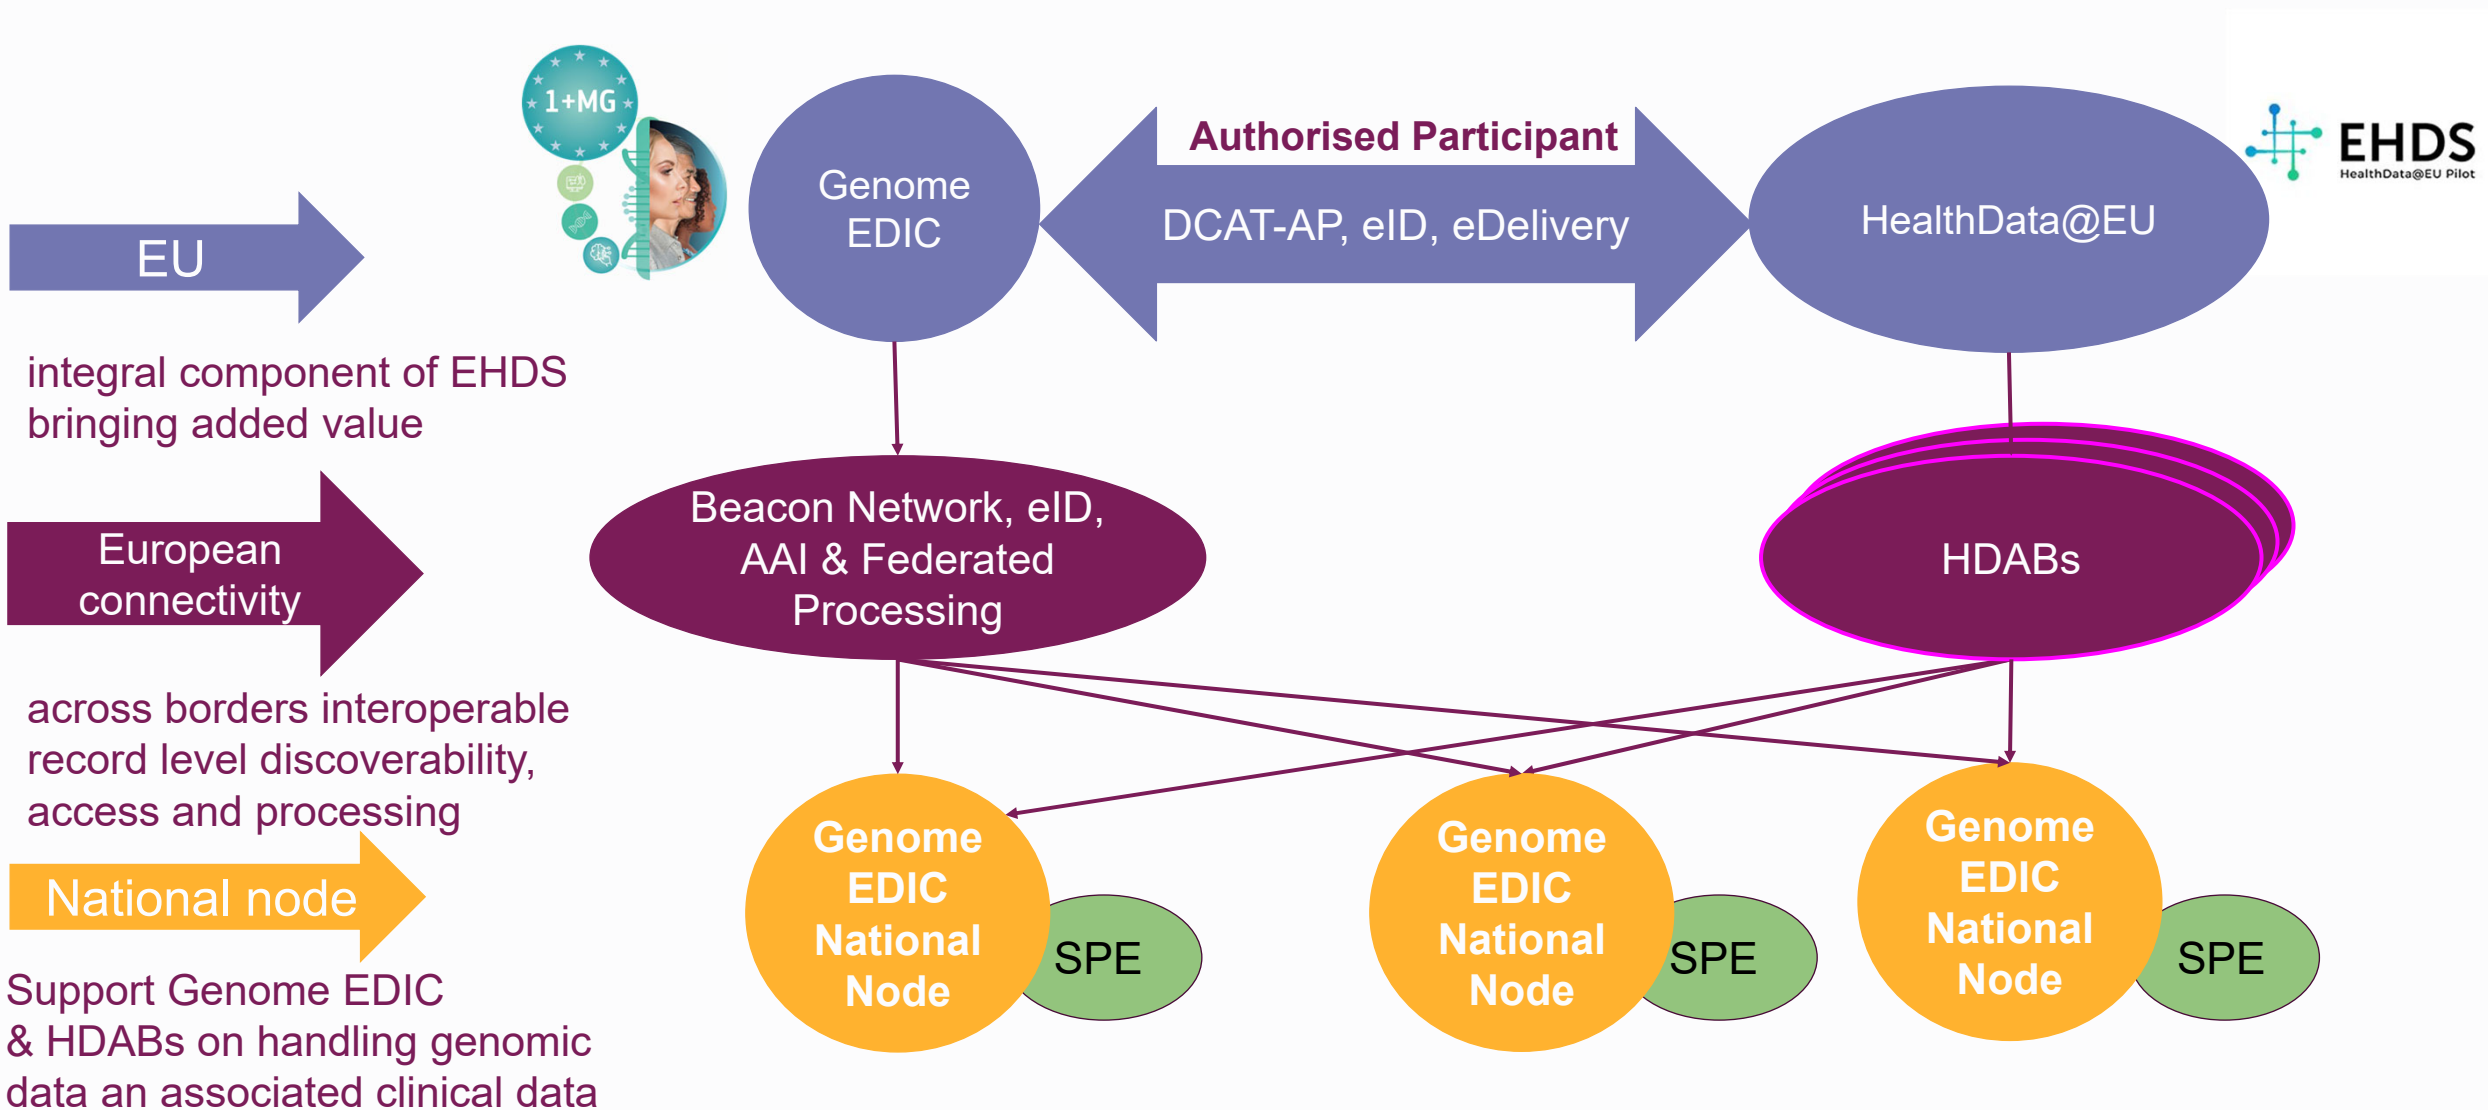 1+MG
Genome
EDIC
Authorised Participant
DCAT-AP, eID, eDelivery
HealthData@EU
EHDS
HealthData@EU Pilot
EU
integral component of EHDS
bringing added value
European
connectivity
Beacon Network, eID,
AAI & Federated
Processing
HDABs
across borders interoperable
record level discoverability,
access and processing
National node
Genome
EDIC
National
Node
SPE
Genome
EDIC
National
Node
SPE
Genome
EDIC
National
Node
SPE
Support Genome EDIC
& HDABs on handling genomic
data an associated clinical data